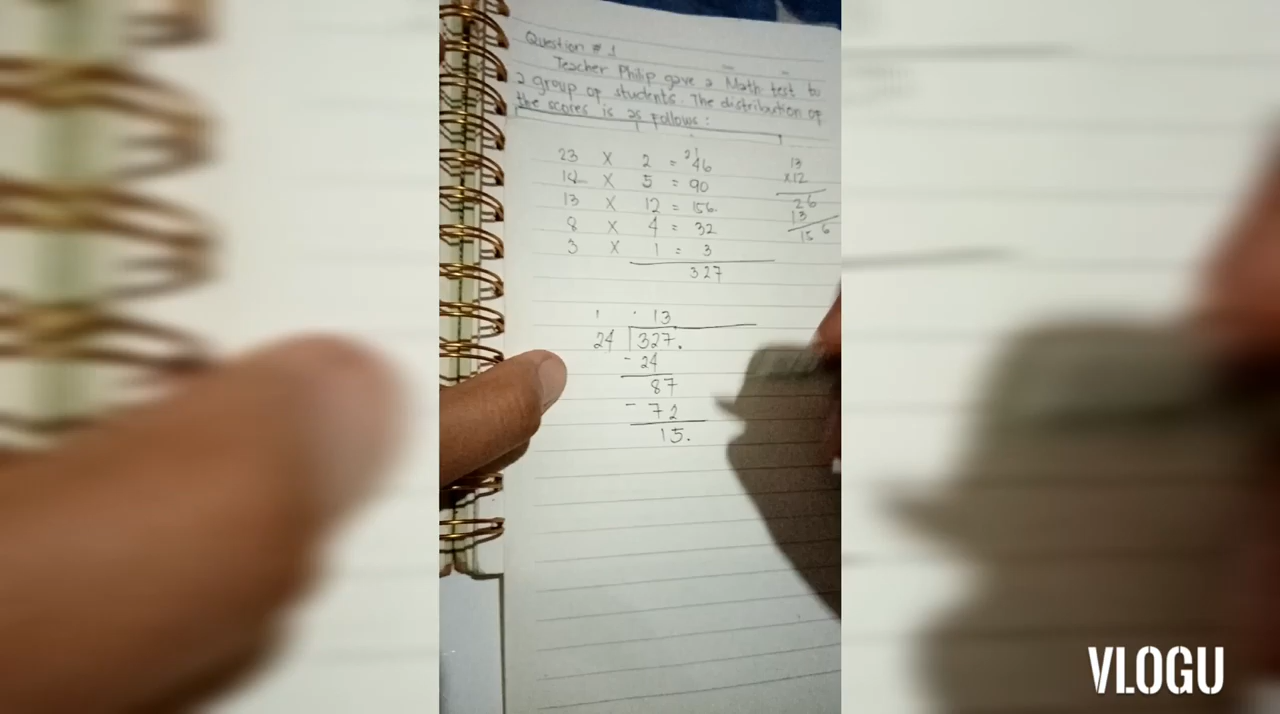 Question # 1
Teacher Philip gave a Math test to
a group of students. The distribution of
the scores is as follows:
23 x 2 = 46
x 5 = 90
13 x 12 = 156
8 x 4 = 32
3 x 1 = 3
327
13
x12
26
13
156
13
24 327.
- 24
87
- 72
15.
VLOGU